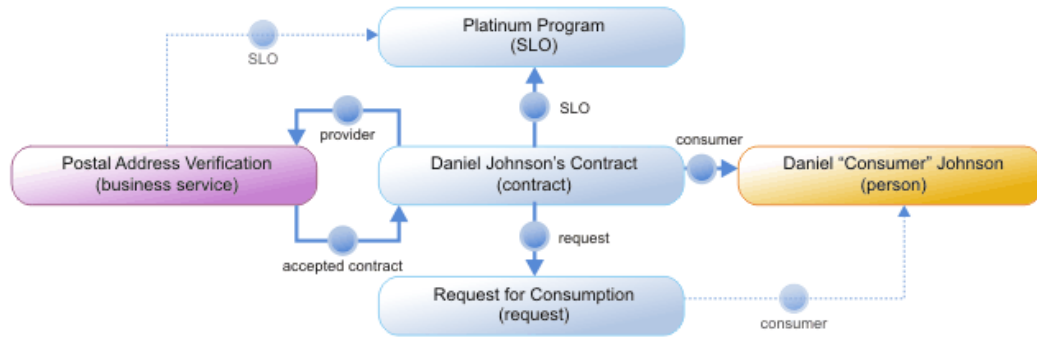 Platinum Program
(SLO)
SLO
SLO
provider
consumer
Postal Address Verification
(business service)
Daniel Johnson’s Contract
(contract)
Daniel “Consumer” Johnson
(person)
accepted contract
request
Request for Consumption
(request)
consumer